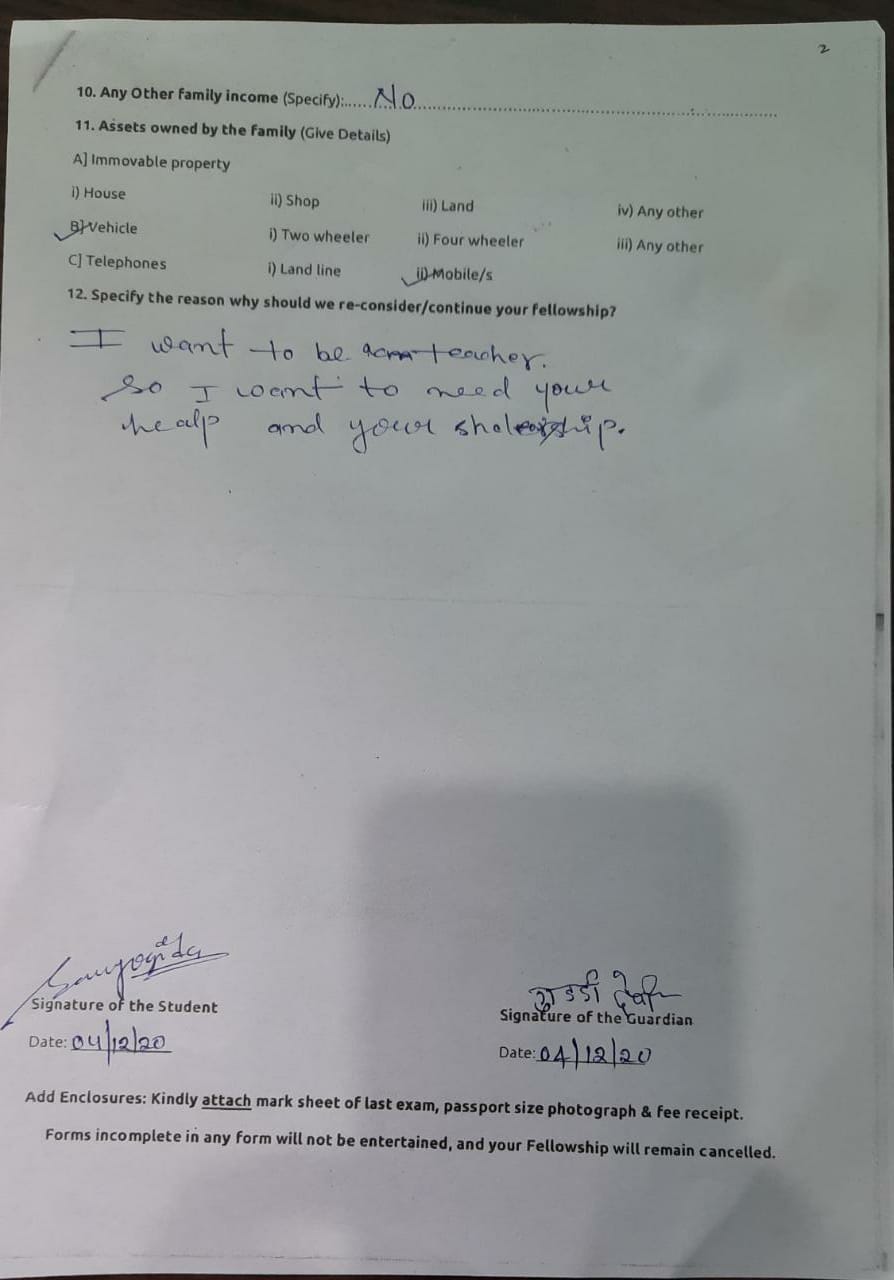 2
10. Any Other family income (Specify):......No..................
11. Assets owned by the family (Give Details)
A] Immovable property
i) House ii) Shop iii) Land iv) Any other
B] Vehicle i) Two wheeler ii) Four wheeler iii) Any other
C] Telephones i) Land line ii) Mobile/s
12. Specify the reason why should we re-consider/continue your fellowship?
I want to be teacher.
So I want to need your
healp and your sholership.
Sanyogita
Signature of the Student Signature of the Guardian
Date: 04/12/20 Date: 04/12/20
Add Enclosures: Kindly attach mark sheet of last exam, passport size photograph & fee receipt.
Forms incomplete in any form will not be entertained, and your Fellowship will remain cancelled.